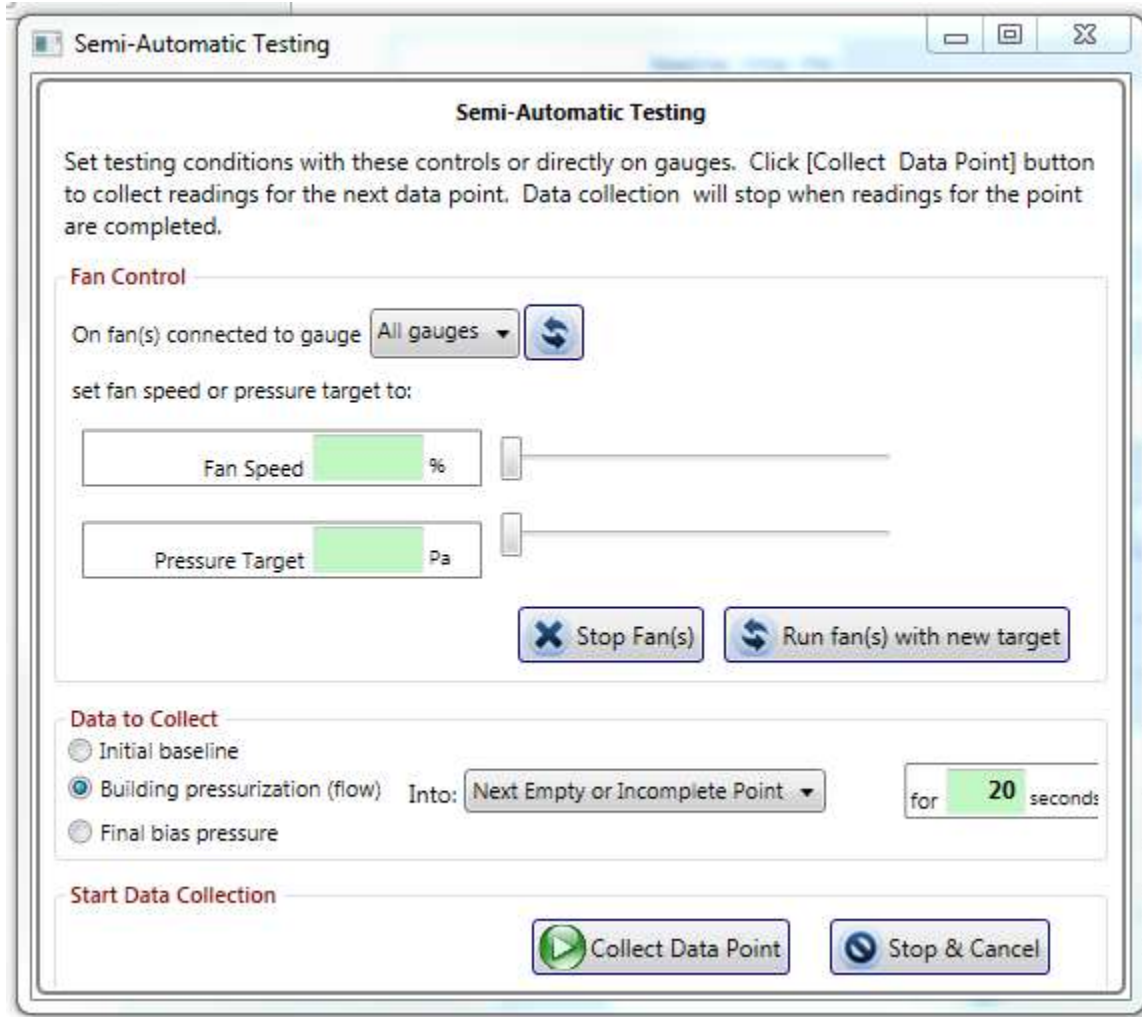 Semi-Automatic Testing
Semi-Automatic Testing
Set testing conditions with these controls or directly on gauges. Click [Collect Data Point] button
to collect readings for the next data point. Data collection will stop when readings for the point
are completed.
Fan Control
On fan(s) connected to gauge All gauges
set fan speed or pressure target to:
Fan Speed %
Pressure Target Pa
Stop Fan(s) Run fan(s) with new target
Data to Collect
Initial baseline
Building pressurization (flow) Into: Next Empty or Incomplete Point for 20 seconds
Final bias pressure
Start Data Collection
Collect Data Point Stop & Cancel